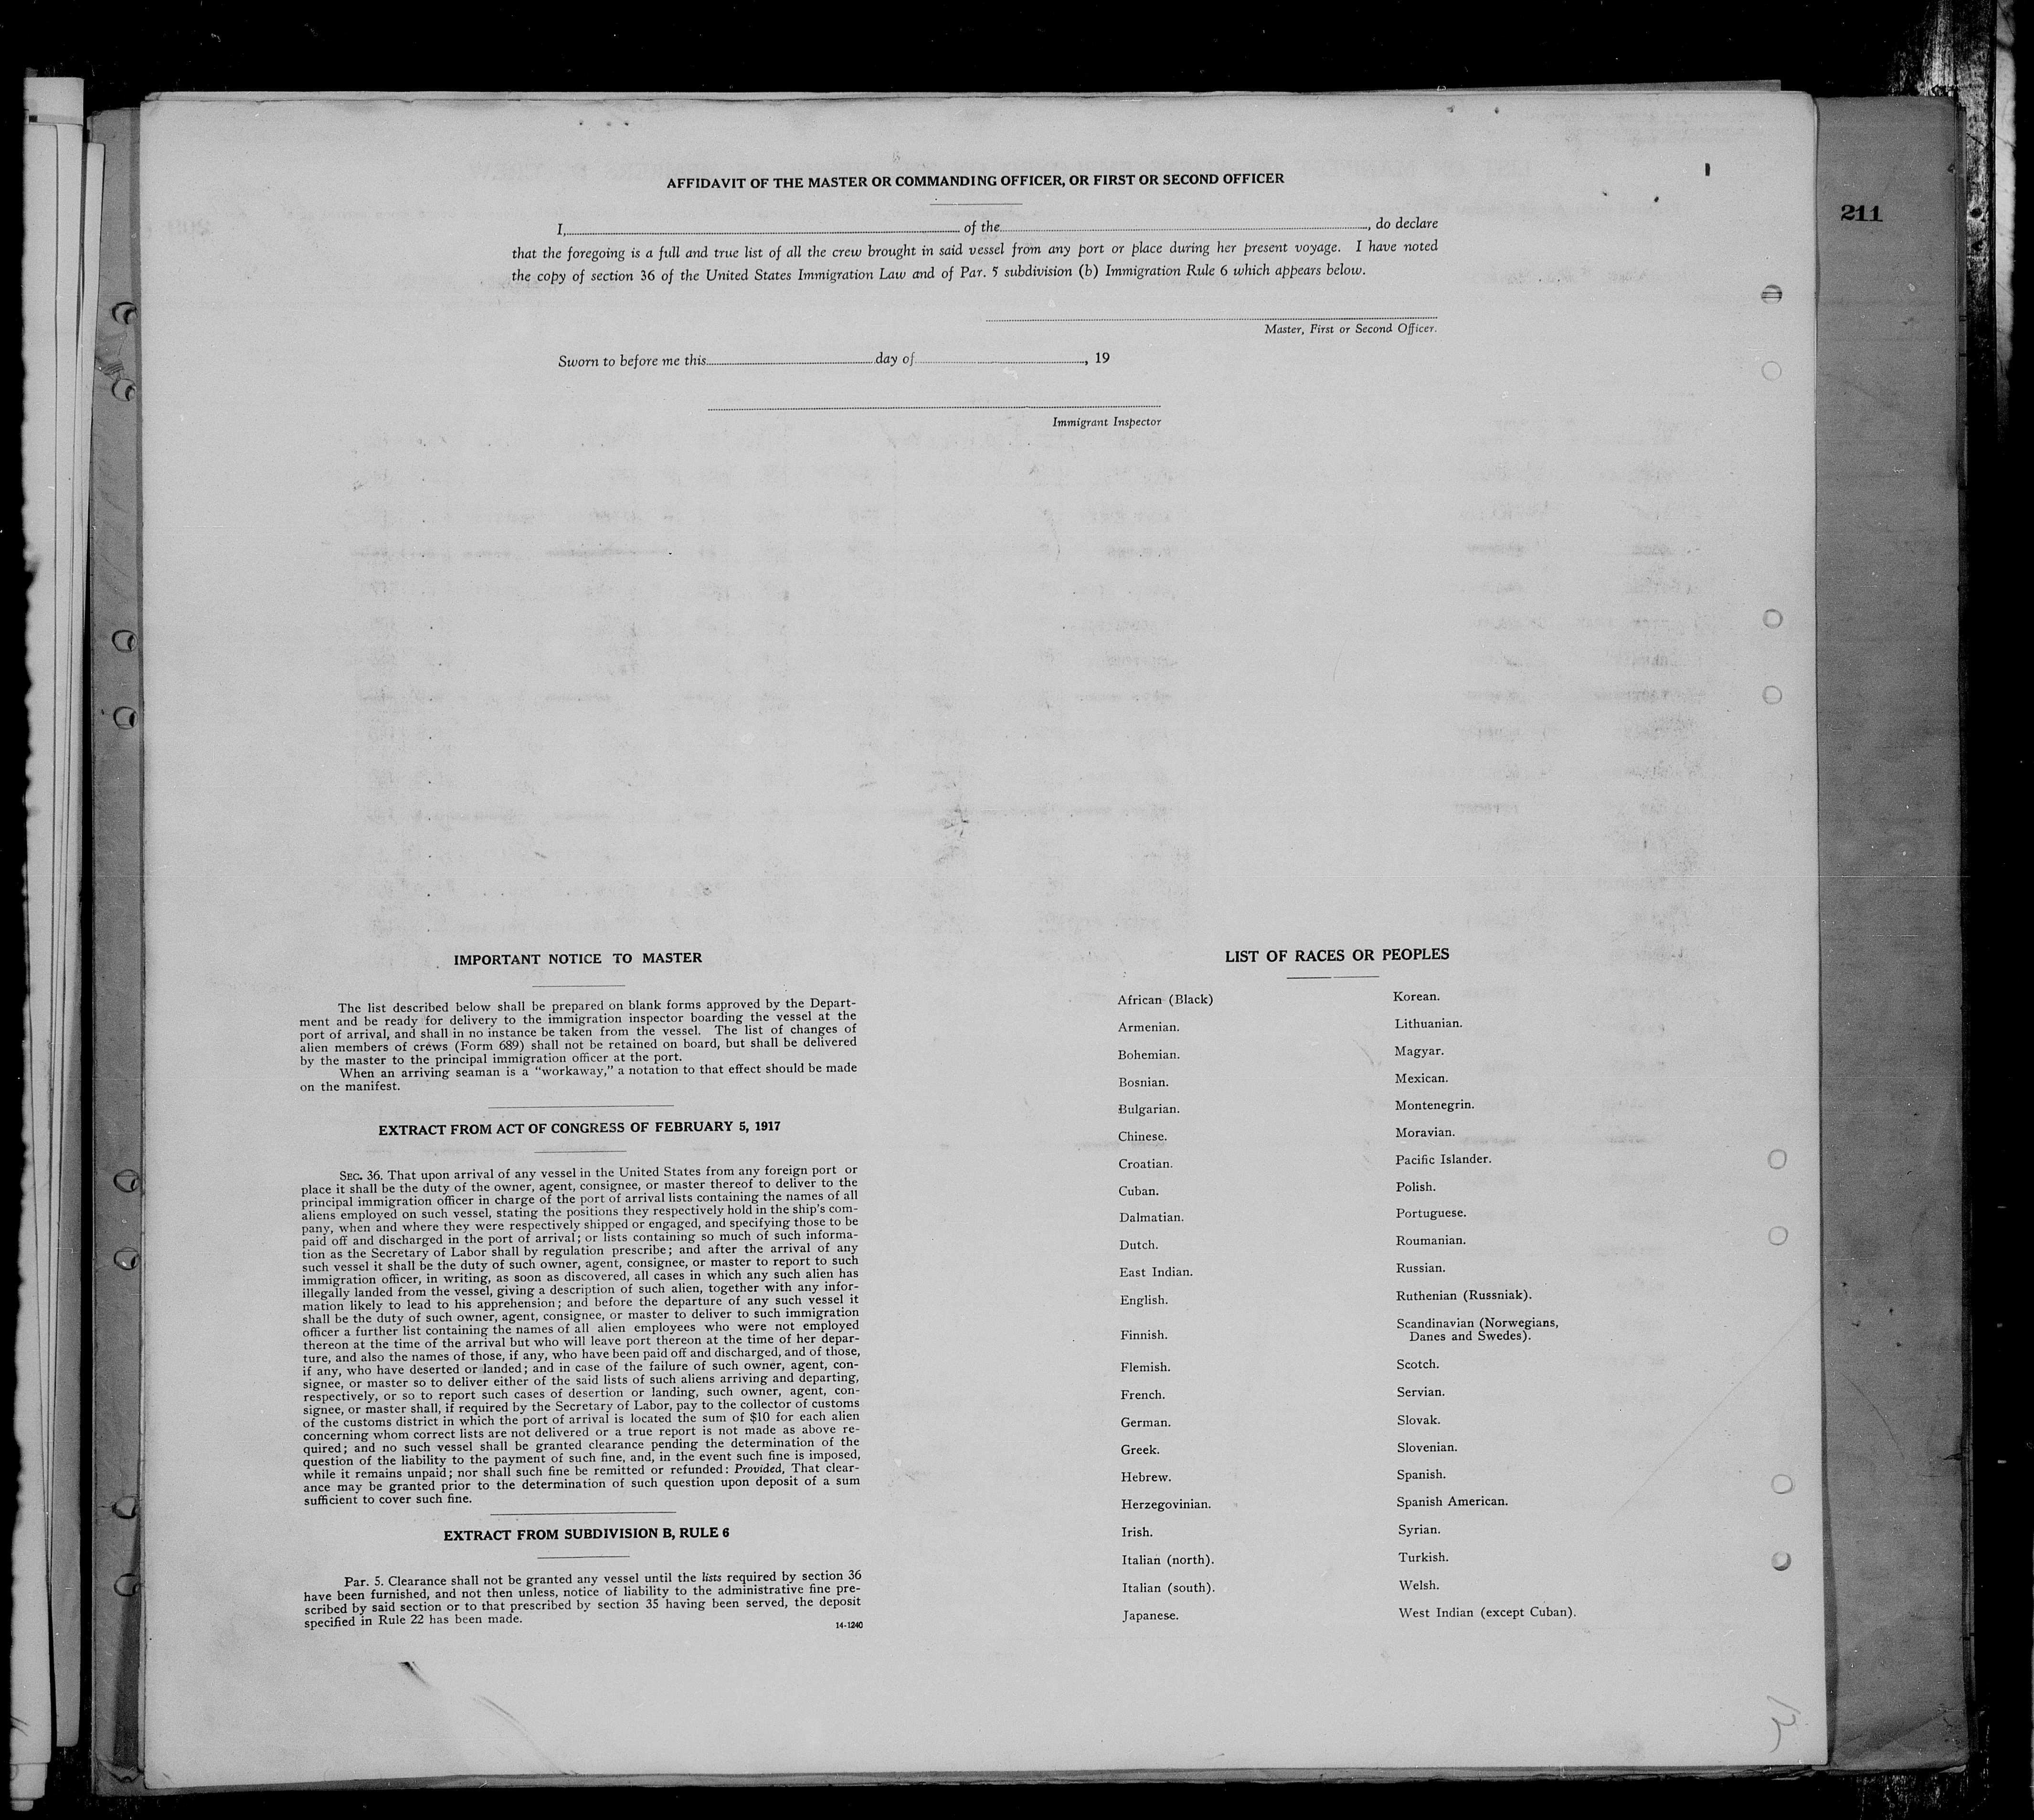 AFFIDAVIT OF THE MASTER OR COMMANDING OFFICER, OR FIRST OR SECOND OFFICER
211
I, of the , do declare
that the foregoing is a full and true list of all the crew brought in said vessel from any port or place during her present voyage. I have noted
the copy of section 36 of the United States Immigration Law and of Par. 5 subdivision (b) Immigration Rule 6 which appears below.
Master, First or Second Officer.
Sworn to before me this day of , 19
Immigrant Inspector
IMPORTANT NOTICE TO MASTER
The list described below shall be prepared on blank forms approved by the Depart-
ment and be ready for delivery to the immigration inspector boarding the vessel at the
port of arrival, and shall in no instance be taken from the vessel. The list of changes of
alien members of crews (Form 689) shall not be retained on board, but shall be delivered
by the master to the principal immigration officer at the port.
When an arriving seaman is a "workaway," a notation to that effect should be made
on the manifest.
EXTRACT FROM ACT OF CONGRESS OF FEBRUARY 5, 1917
SEC. 36. That upon arrival of any vessel in the United States from any foreign port or
place it shall be the duty of the owner, agent, consignee, or master thereof to deliver to the
principal immigration officer in charge of the port of arrival lists containing the names of all
aliens employed on such vessel, stating the positions they respectively hold in the ship's com-
pany, when and where they were respectively shipped or engaged, and specifying those to be
paid off and discharged in the port of arrival; or lists containing so much of such informa-
tion as the Secretary of Labor shall by regulation prescribe; and after the arrival of any
such vessel it shall be the duty of such owner, agent, consignee, or master to report to such
immigration officer, in writing, as soon as discovered, all cases in which any such alien has
illegally landed from the vessel, giving a description of such alien, together with any infor-
mation likely to lead to his apprehension; and before the departure of any such vessel it
shall be the duty of such owner, agent, consignee, or master to deliver to such immigration
officer a further list containing the names of all alien employees who were not employed
thereon at the time of the arrival but who will leave port thereon at the time of her depar-
ture, and also the names of those, if any, who have been paid off and discharged, and of those,
if any, who have deserted or landed; and in case of the failure of such owner, agent, con-
signee, or master so to deliver either of the said lists of such aliens arriving and departing,
respectively, or so to report such cases of desertion or landing, such owner, agent, con-
signee, or master shall, if required by the Secretary of Labor, pay to the collector of customs
of the customs district in which the port of arrival is located the sum of $10 for each alien
concerning whom correct lists are not delivered or a true report is not made as above re-
quired; and no such vessel shall be granted clearance pending the determination of the
question of the liability to the payment of such fine, and, in the event such fine is imposed,
while it remains unpaid; nor shall such fine be remitted or refunded: Provided, That clear-
ance may be granted prior to the determination of such question upon deposit of a sum
sufficient to cover such fine.
EXTRACT FROM SUBDIVISION B, RULE 6
Par. 5. Clearance shall not be granted any vessel until the lists required by section 36
have been furnished, and not then unless, notice of liability to the administrative fine pre-
scribed by said section or to that prescribed by section 35 having been served, the deposit
specified in Rule 22 has been made.
14-1240
LIST OF RACES OR PEOPLES
African (Black)
Armenian.
Bohemian.
Bosnian.
Bulgarian.
Chinese.
Croatian.
Cuban.
Dalmatian.
Dutch.
East Indian.
English.
Finnish.
Flemish.
French.
German.
Greek.
Hebrew.
Herzegovinian.
Irish.
Italian (north).
Italian (south).
Japanese.
Korean.
Lithuanian.
Magyar.
Mexican.
Montenegrin.
Moravian.
Pacific Islander.
Polish.
Portuguese.
Roumanian.
Russian.
Ruthenian (Russniak).
Scandinavian (Norwegians,
Danes and Swedes).
Scotch.
Servian.
Slovak.
Slovenian.
Spanish.
Spanish American.
Syrian.
Turkish.
Welsh.
West Indian (except Cuban).